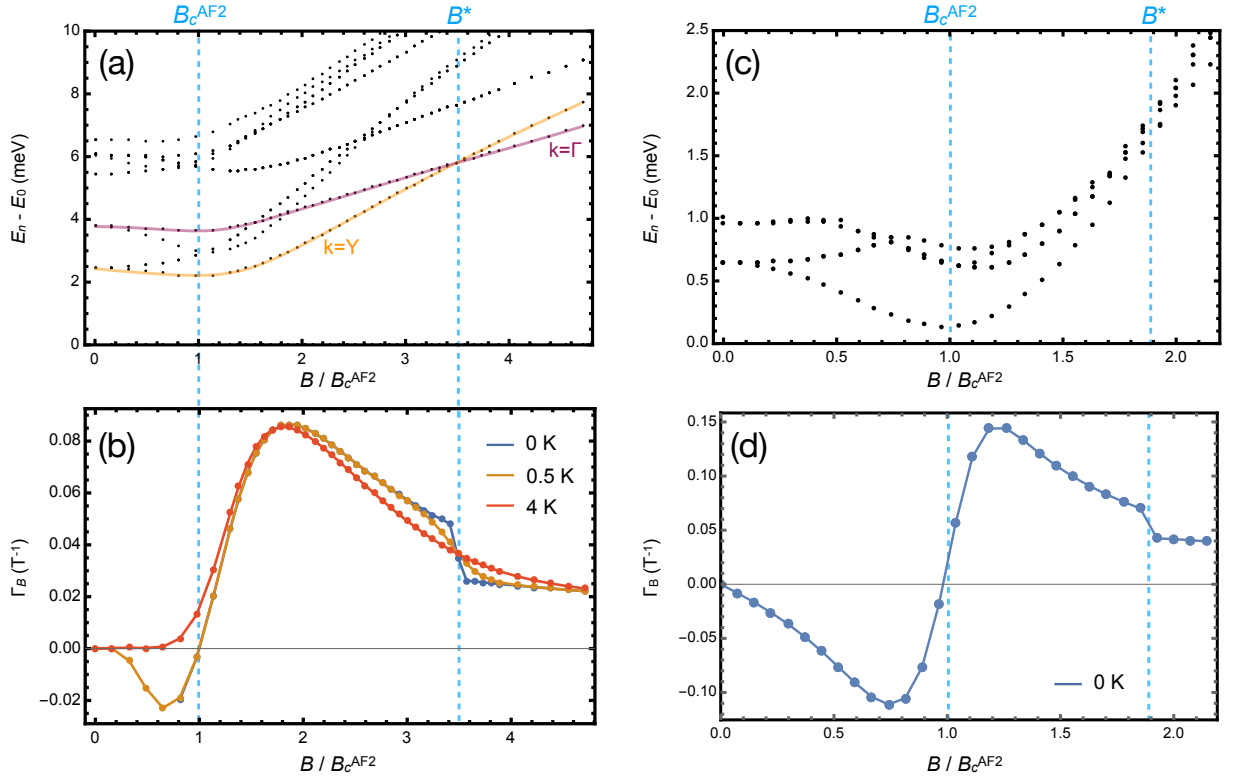 B_c^AF2 B* B_c^AF2 B*
(a)
10
8
6
4
2
0
E_n - E_0 (meV)
k=Γ
k=Y
0 1 2 3 4
B / B_c^AF2
(c)
2.5
2.0
1.5
1.0
0.5
0.0
E_n - E_0 (meV)
0.0 0.5 1.0 1.5 2.0
B / B_c^AF2
(b)
0.08
0.06
0.04
0.02
0.00
-0.02
Γ_B (T^-1)
0 K
0.5 K
4 K
0 1 2 3 4
B / B_c^AF2
(d)
0.15
0.10
0.05
0.00
-0.05
-0.10
Γ_B (T^-1)
0 K
0.0 0.5 1.0 1.5 2.0
B / B_c^AF2